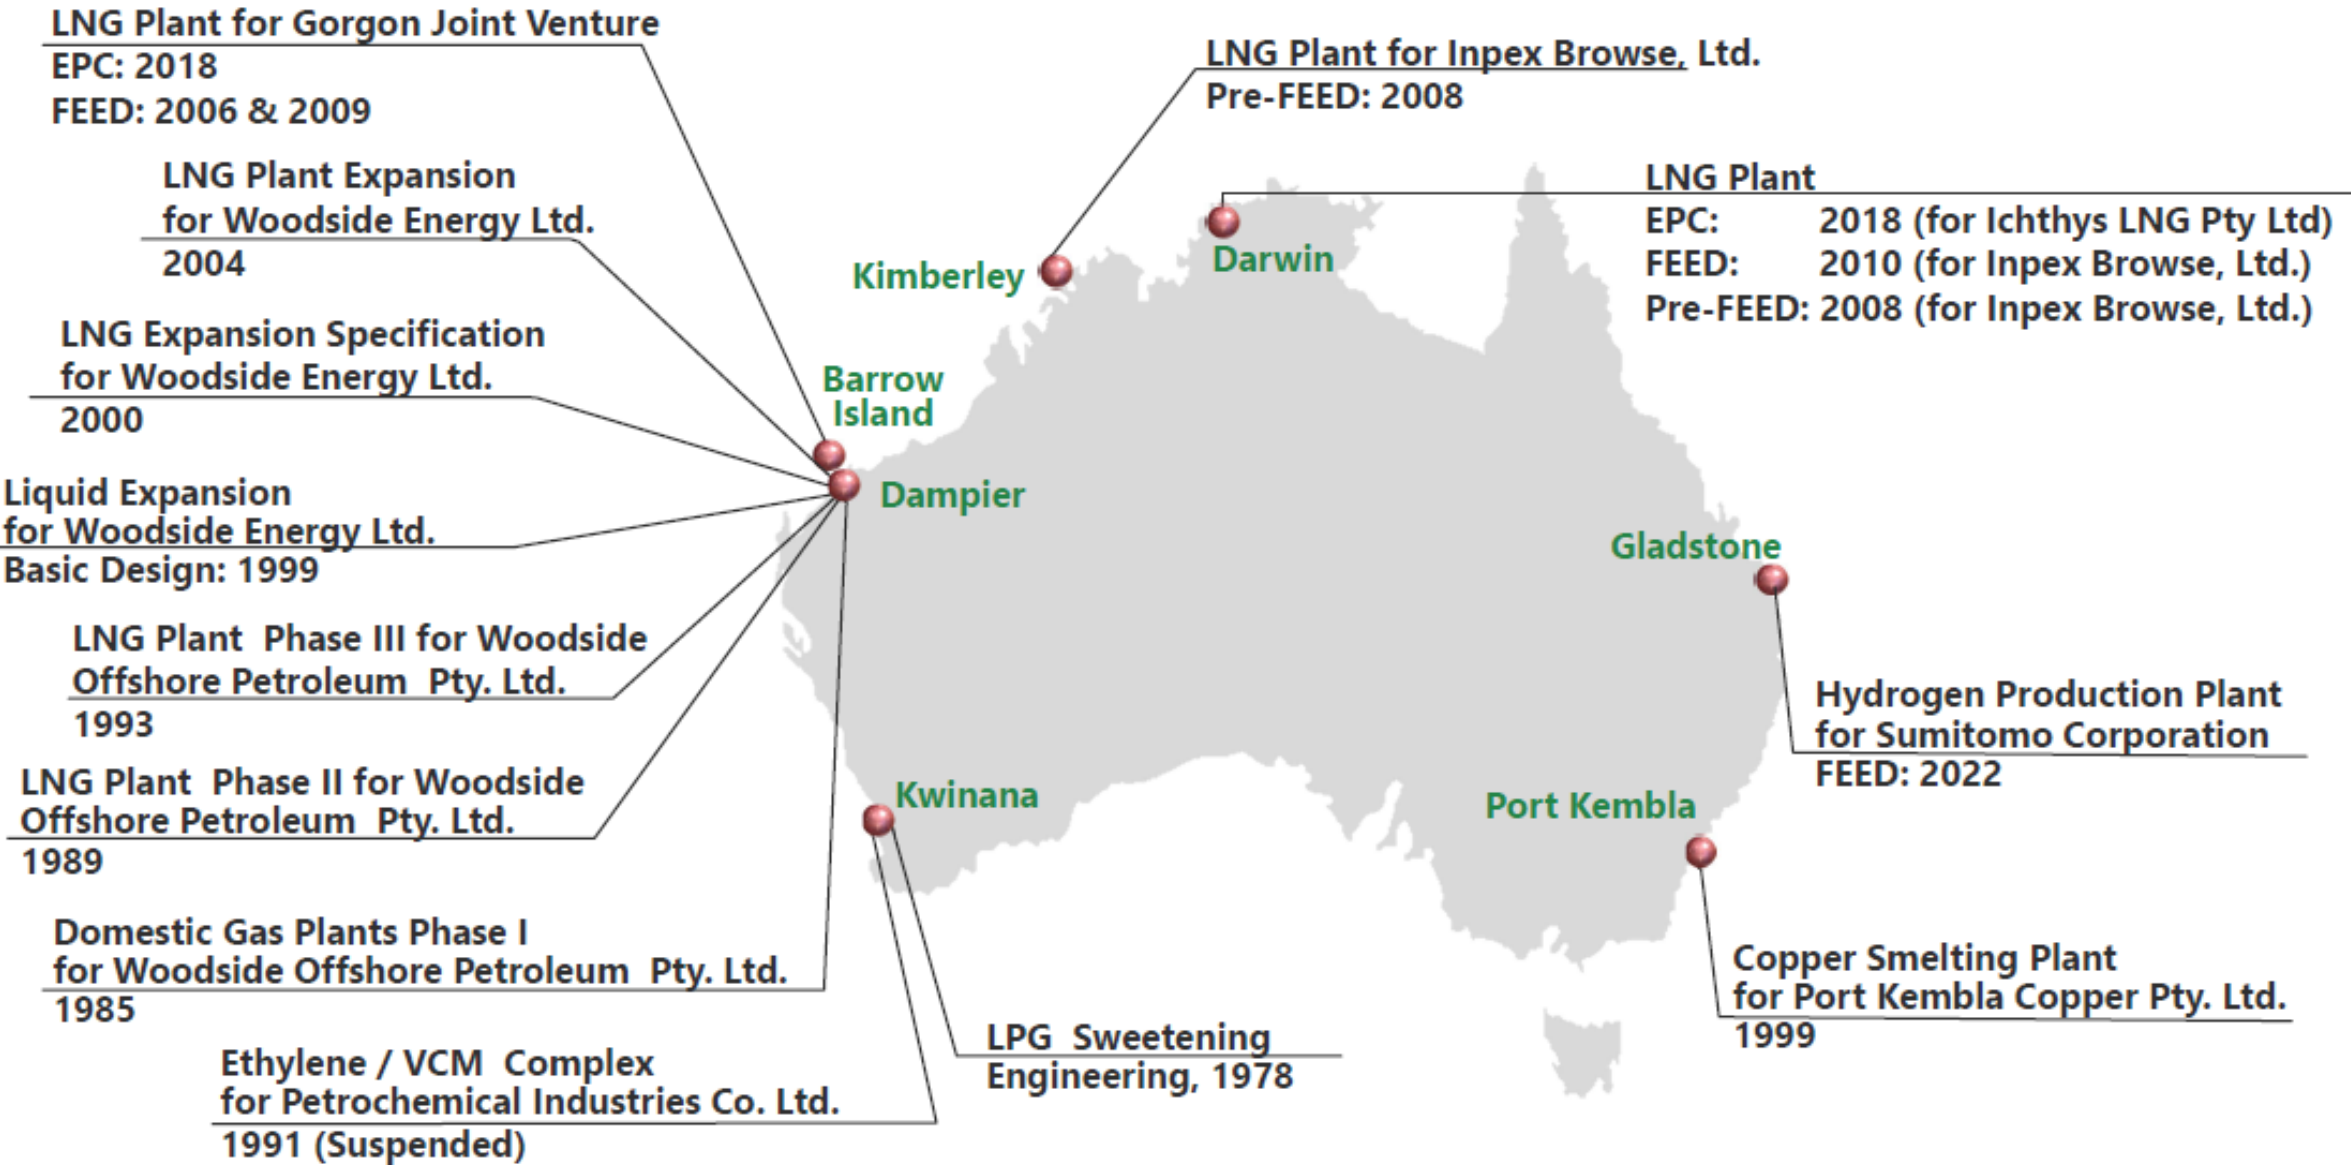 LNG Plant for Gorgon Joint Venture
EPC: 2018
FEED: 2006 & 2009
LNG Plant Expansion
for Woodside Energy Ltd.
2004
LNG Expansion Specification
for Woodside Energy Ltd.
2000
Liquid Expansion
for Woodside Energy Ltd.
Basic Design: 1999
LNG Plant  Phase III for Woodside
Offshore Petroleum  Pty. Ltd.
1993
LNG Plant  Phase II for Woodside
Offshore Petroleum  Pty. Ltd.
1989
Domestic Gas Plants Phase I
for Woodside Offshore Petroleum  Pty. Ltd.
1985
Ethylene / VCM  Complex
for Petrochemical Industries Co. Ltd.
1991 (Suspended)
LPG  Sweetening
Engineering, 1978
LNG Plant for Inpex Browse, Ltd.
Pre-FEED: 2008
LNG Plant
EPC: 2018 (for Ichthys LNG Pty Ltd)
FEED: 2010 (for Inpex Browse, Ltd.)
Pre-FEED: 2008 (for Inpex Browse, Ltd.)
Kimberley
Darwin
Barrow
Island
Dampier
Gladstone
Kwinana
Port Kembla
Hydrogen Production Plant
for Sumitomo Corporation
FEED: 2022
Copper Smelting Plant
for Port Kembla Copper Pty. Ltd.
1999